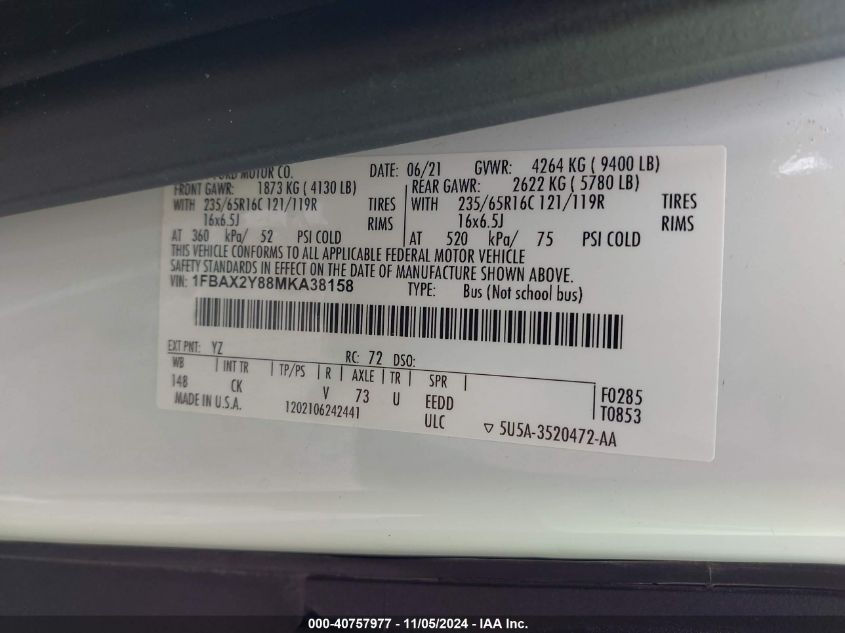 FORD MOTOR CO. DATE: 06/21 GVWR: 4264 KG ( 9400 LB)
FRONT GAWR: 1873 KG ( 4130 LB) REAR GAWR: 2622 KG ( 5780 LB)
WITH 235/65R16C 121/119R TIRES WITH 235/65R16C 121/119R TIRES
16x6.5J RIMS 16x6.5J RIMS
AT 360 kPa/ 52 PSI COLD AT 520 kPa/ 75 PSI COLD
THIS VEHICLE CONFORMS TO ALL APPLICABLE FEDERAL MOTOR VEHICLE
SAFETY STANDARDS IN EFFECT ON THE DATE OF MANUFACTURE SHOWN ABOVE.
VIN: 1FBAX2Y88MKA38158 TYPE: Bus (Not school bus)
EXT PNT: YZ RC: 72 DSO:
WB INT TR TP/PS R AXLE TR SPR
148 CK V 73 U EEDD F0285
MADE IN U.S.A. 1202106242441 ULC T0853
▽ 5U5A-3520472-AA
000-40757977 - 11/05/2024 - IAA Inc.